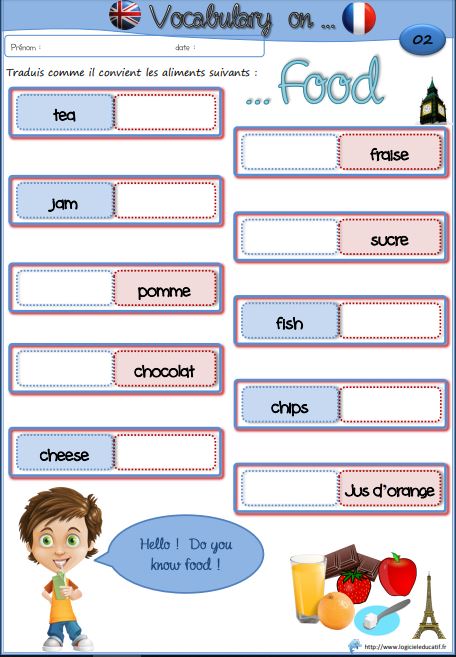 Vocabulary on ...
Prénom :
date :
02
Traduis comme il convient les aliments suivants :
... Food
tea
jam
pomme
chocolat
cheese
fraise
sucre
fish
chips
Jus d'orange
Hello ! Do you
know food !
http://www.logicieleducatif.fr